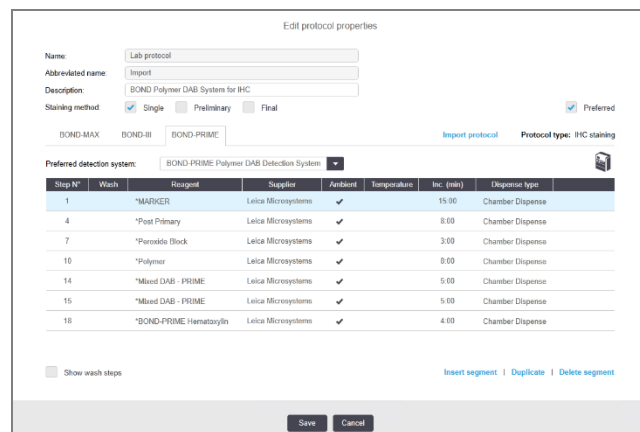 Edit protocol properties
Name: Lab protocol
Abbreviated name: Import
Description: BOND Polymer DAB System for IHC
Staining method: Single Preliminary Final Preferred
BOND-MAX BOND-III BOND-PRIME Import protocol Protocol type: IHC staining
Preferred detection system: BOND-PRIME Polymer DAB Detection System
Step N° Wash Reagent Supplier Ambient Temperature Inc. (min) Dispense type
1 *MARKER Leica Microsystems ✔ 15:00 Chamber Dispense
4 *Post Primary Leica Microsystems ✔ 8:00 Chamber Dispense
7 *Peroxide Block Leica Microsystems ✔ 3:00 Chamber Dispense
10 *Polymer Leica Microsystems ✔ 8:00 Chamber Dispense
14 *Mixed DAB - PRIME Leica Microsystems ✔ 5:00 Chamber Dispense
15 *Mixed DAB - PRIME Leica Microsystems ✔ 5:00 Chamber Dispense
18 *BOND-PRIME Hematoxylin Leica Microsystems ✔ 4:00 Chamber Dispense
Show wash steps Insert segment | Duplicate | Delete segment
Save Cancel